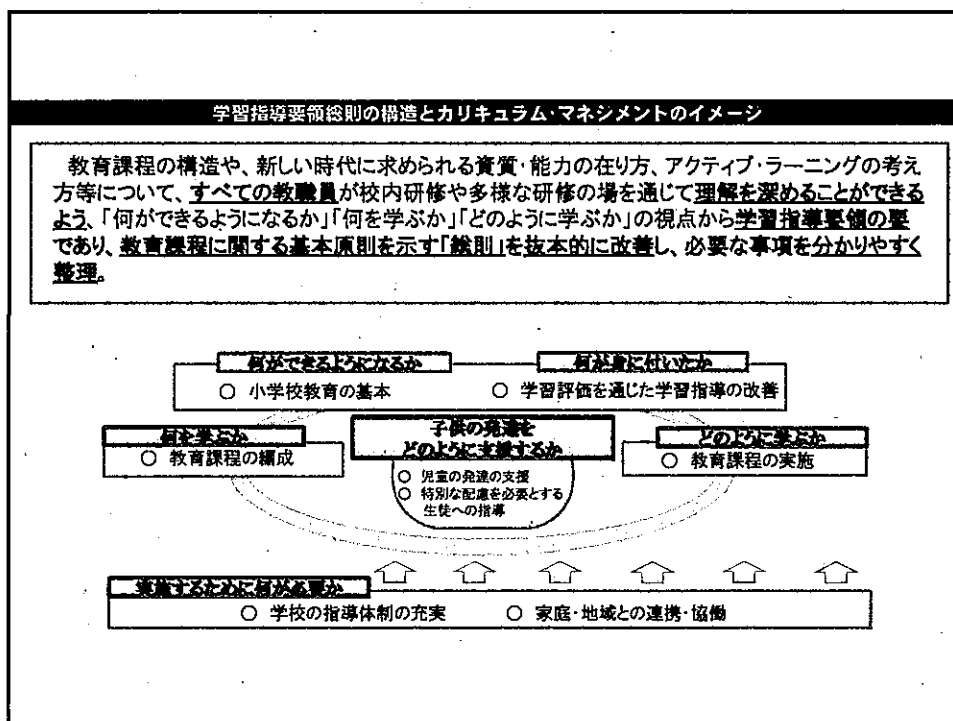 学習指導要領総則の構造とカリキュラム・マネジメントのイメージ
教育課程の構造や、新しい時代に求められる資質・能力の在り方、アクティブ・ラーニングの考え
方等について、すべての教職員が校内研修や多様な研修の場を通じて理解を深めることができる
よう、「何ができるようになるか」「何を学ぶか」「どのように学ぶか」の視点から学習指導要領の要
であり、教育課程に関する基本原則を示す「総則」を抜本的に改善し、必要な事項を分かりやすく
整理。
何ができるようになるか
○ 小学校教育の基本
何が身に付いたか
○ 学習評価を通じた学習指導の改善
何を学ぶか
○ 教育課程の編成
子供の発達を
どのように支援するか
○ 児童の発達の支援
○ 特別な配慮を必要とする
生徒への指導
どのように学ぶか
○ 教育課程の実施
実施するために何が必要か
○ 学校の指導体制の充実
○ 家庭・地域との連携・協働